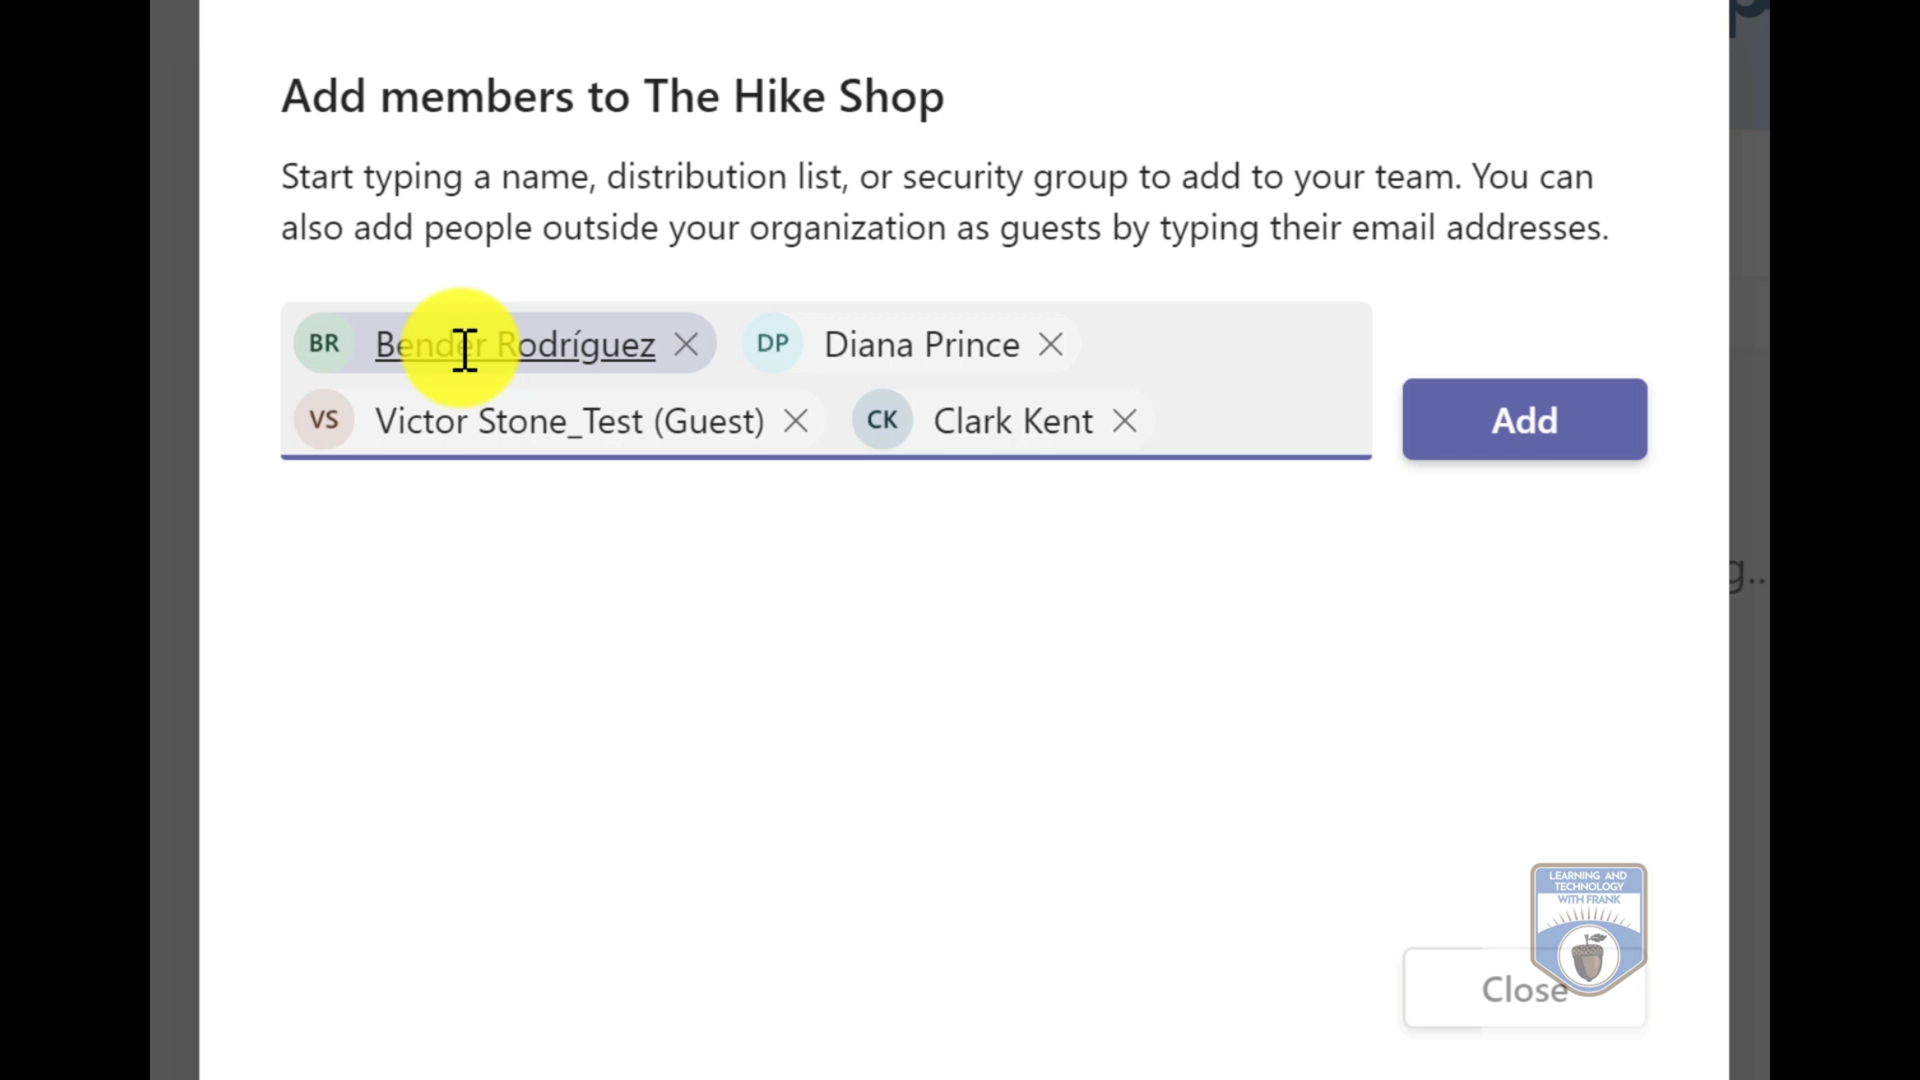 Add members to The Hike Shop
Start typing a name, distribution list, or security group to add to your team. You can
also add people outside your organization as guests by typing their email addresses.
BR Bender Rodríguez DP Diana Prince
VS Victor Stone_Test (Guest) CK Clark Kent
Add
g...
LEARNING AND
TECHNOLOGY
WITH FRANK
Close